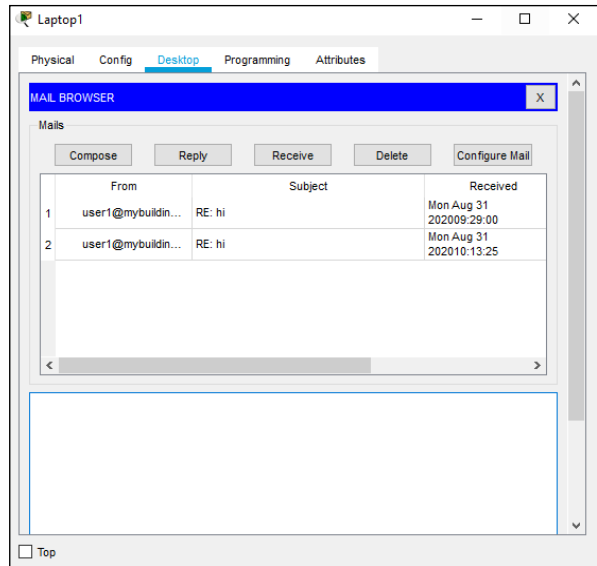 Laptop1
Physical Config Desktop Programming Attributes
MAIL BROWSER X
Mails
Compose Reply Receive Delete Configure Mail
From Subject Received
1 user1@mybuildin... RE: hi Mon Aug 31
202009:29:00
2 user1@mybuildin... RE: hi Mon Aug 31
202010:13:25
Top